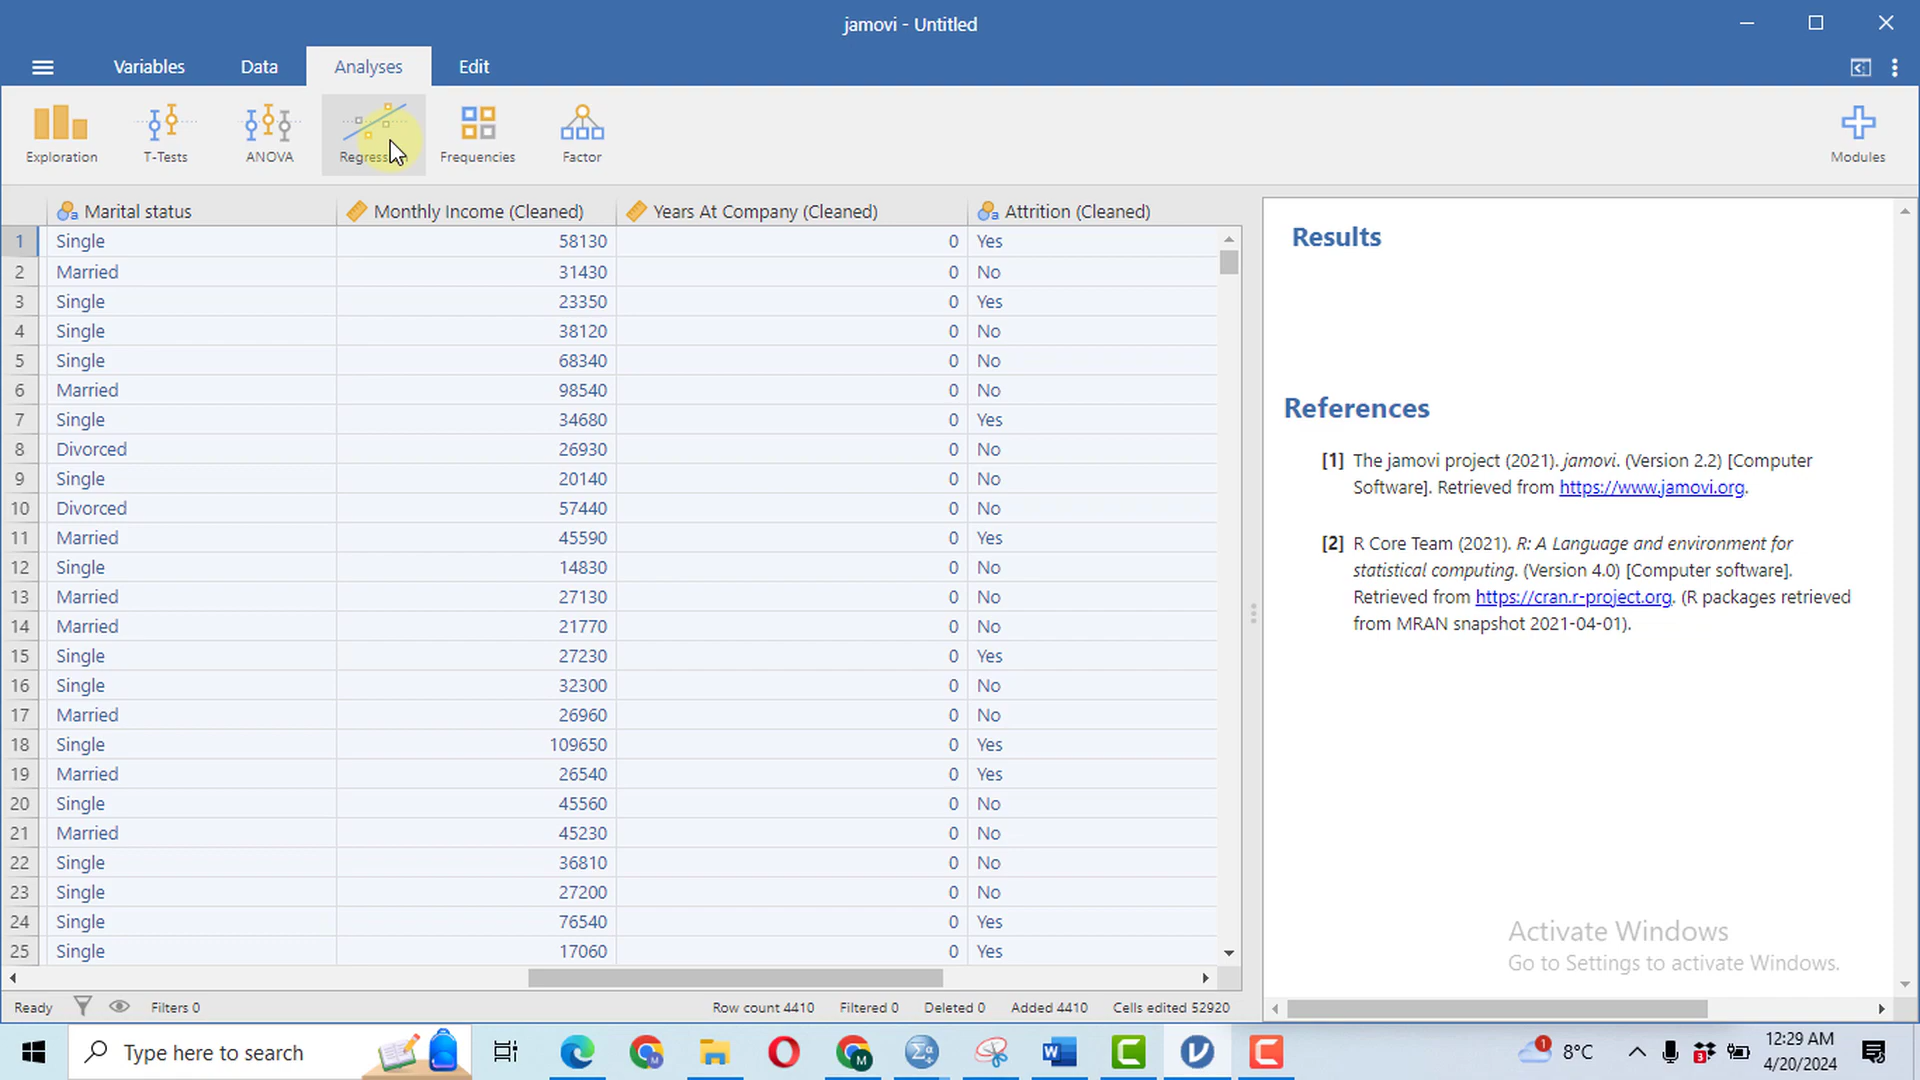 jamovi - Untitled
Variables Data Analyses Edit
Exploration T-Tests ANOVA Regress Frequencies Factor Modules
Marital status Monthly Income (Cleaned) Years At Company (Cleaned) Attrition (Cleaned)
1 Single 58130 0 Yes
2 Married 31430 0 No
3 Single 23350 0 Yes
4 Single 38120 0 No
5 Single 68340 0 No
6 Married 98540 0 No
7 Single 34680 0 Yes
8 Divorced 26930 0 No
9 Single 20140 0 No
10 Divorced 57440 0 No
11 Married 45590 0 Yes
12 Single 14830 0 No
13 Married 27130 0 No
14 Married 21770 0 No
15 Single 27230 0 Yes
16 Single 32300 0 No
17 Married 26960 0 No
18 Single 109650 0 Yes
19 Married 26540 0 Yes
20 Single 45560 0 No
21 Married 45230 0 No
22 Single 36810 0 No
23 Single 27200 0 No
24 Single 76540 0 Yes
25 Single 17060 0 Yes
Results
References
[1] The jamovi project (2021). jamovi. (Version 2.2) [Computer
Software]. Retrieved from https://www.jamovi.org.
[2] R Core Team (2021). R: A Language and environment for
statistical computing. (Version 4.0) [Computer software].
Retrieved from https://cran.r-project.org. (R packages retrieved
from MRAN snapshot 2021-04-01).
Activate Windows
Go to Settings to activate Windows.
Ready Filters 0 Row count 4410 Filtered 0 Deleted 0 Added 4410 Cells edited 52920
Type here to search
8°C
12:29 AM
4/20/2024